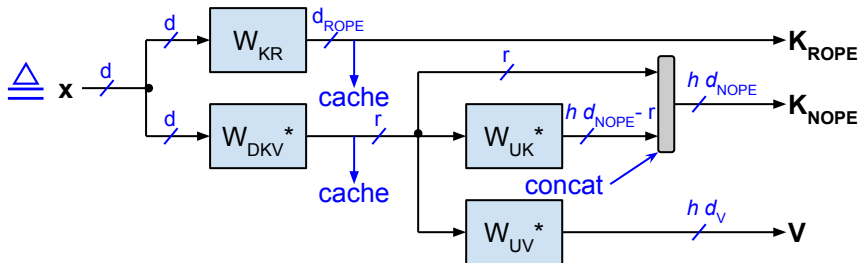 d
W_KR
d_ROPE
K_ROPE
≜ x
d
cache
r
h d_NOPE
K_NOPE
d
W_DKV*
r
W_UK*
h d_NOPE - r
cache
concat
W_UV*
h d_V
V